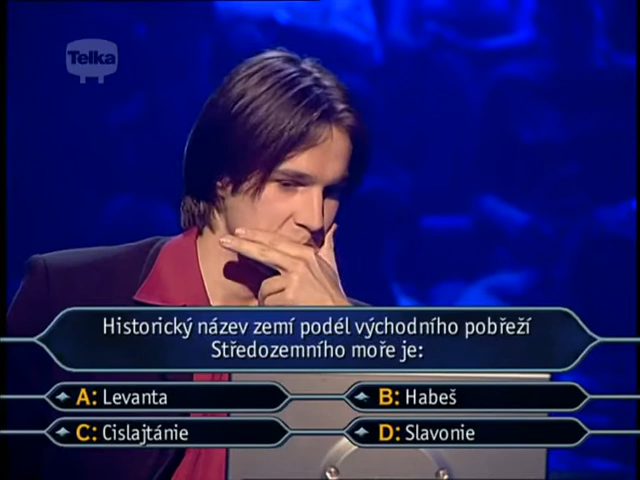 Telka
Historický název zemí podél východního pobřeží
Středozemního moře je:
A: Levanta
B: Habeš
C: Cislajtánie
D: Slavonie